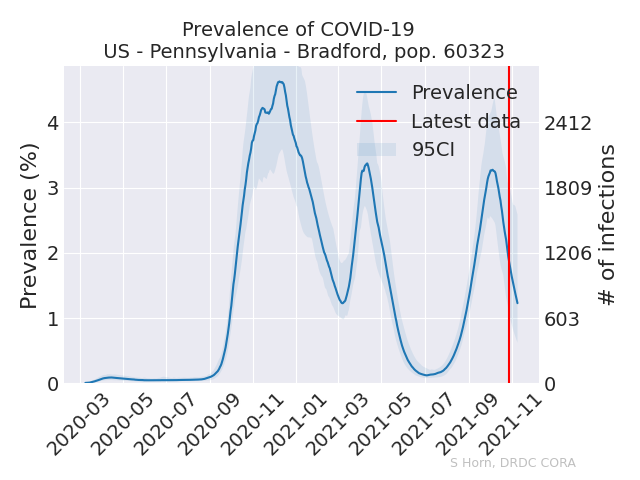 Prevalence of COVID-19
US - Pennsylvania - Bradford, pop. 60323
Prevalence
Latest data
95CI
Prevalence (%)
4
3
2
1
0
2412
1809
1206
603
0
# of infections
2020-03
2020-05
2020-07
2020-09
2020-11
2021-01
2021-03
2021-05
2021-07
2021-09
2021-11
S Horn, DRDC CORA